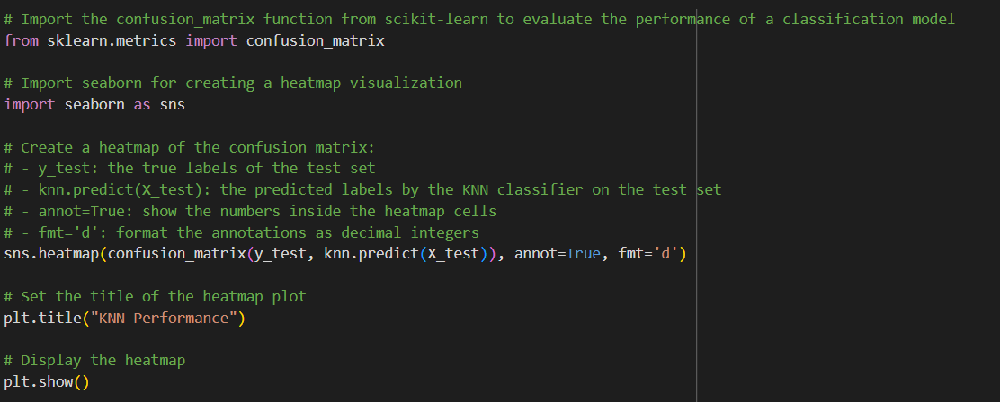 # Import the confusion_matrix function from scikit-learn to evaluate the performance of a classification model
from sklearn.metrics import confusion_matrix
# Import seaborn for creating a heatmap visualization
import seaborn as sns
# Create a heatmap of the confusion matrix:
# - y_test: the true labels of the test set
# - knn.predict(X_test): the predicted labels by the KNN classifier on the test set
# - annot=True: show the numbers inside the heatmap cells
# - fmt='d': format the annotations as decimal integers
sns.heatmap(confusion_matrix(y_test, knn.predict(X_test)), annot=True, fmt='d')
# Set the title of the heatmap plot
plt.title("KNN Performance")
# Display the heatmap
plt.show()